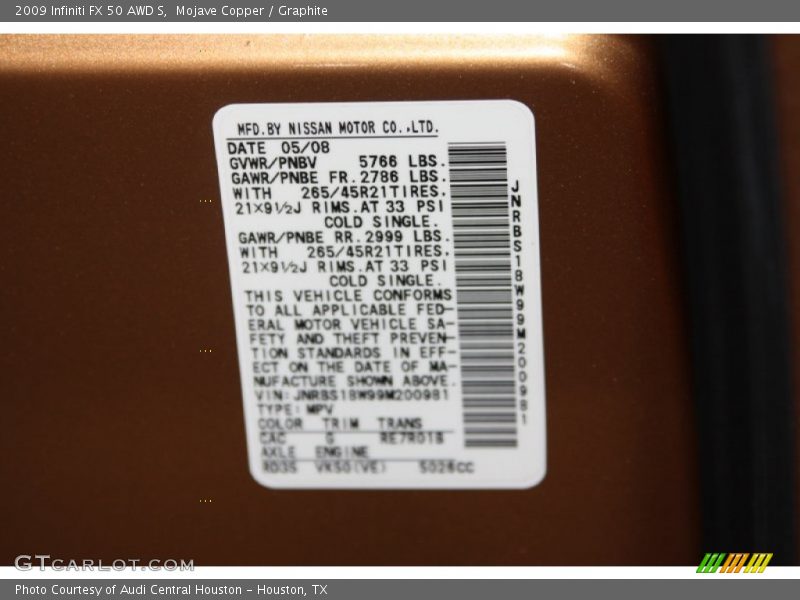 2009 Infiniti FX 50 AWD S,  Mojave Copper / Graphite
MFD.BY NISSAN MOTOR CO.,LTD.
DATE 05/08
GVWR/PNBV 5766 LBS.
GAWR/PNBE FR. 2786 LBS.
WITH 265/45R21TIRES.
21×9½J RIMS.AT 33 PSI
COLD SINGLE.
GAWR/PNBE RR. 2999 LBS.
WITH 265/45R21TIRES.
21×9½J RIMS.AT 33 PSI
COLD SINGLE.
THIS VEHICLE CONFORMS
TO ALL APPLICABLE FED-
ERAL MOTOR VEHICLE SA-
FETY AND THEFT PREVEN-
TION STANDARDS IN EFF-
ECT ON THE DATE OF MA-
NUFACTURE SHOWN ABOVE.
VIN: JNRBS18W99M200981
TYPE: MPV
COLOR TRIM TRANS
CAC G RE7R01B
AXLE ENGINE
RD3S VK50(VE) 5026CC
JNRBS18W99M200981
GTcarlot.com
Photo Courtesy of Audi Central Houston - Houston, TX